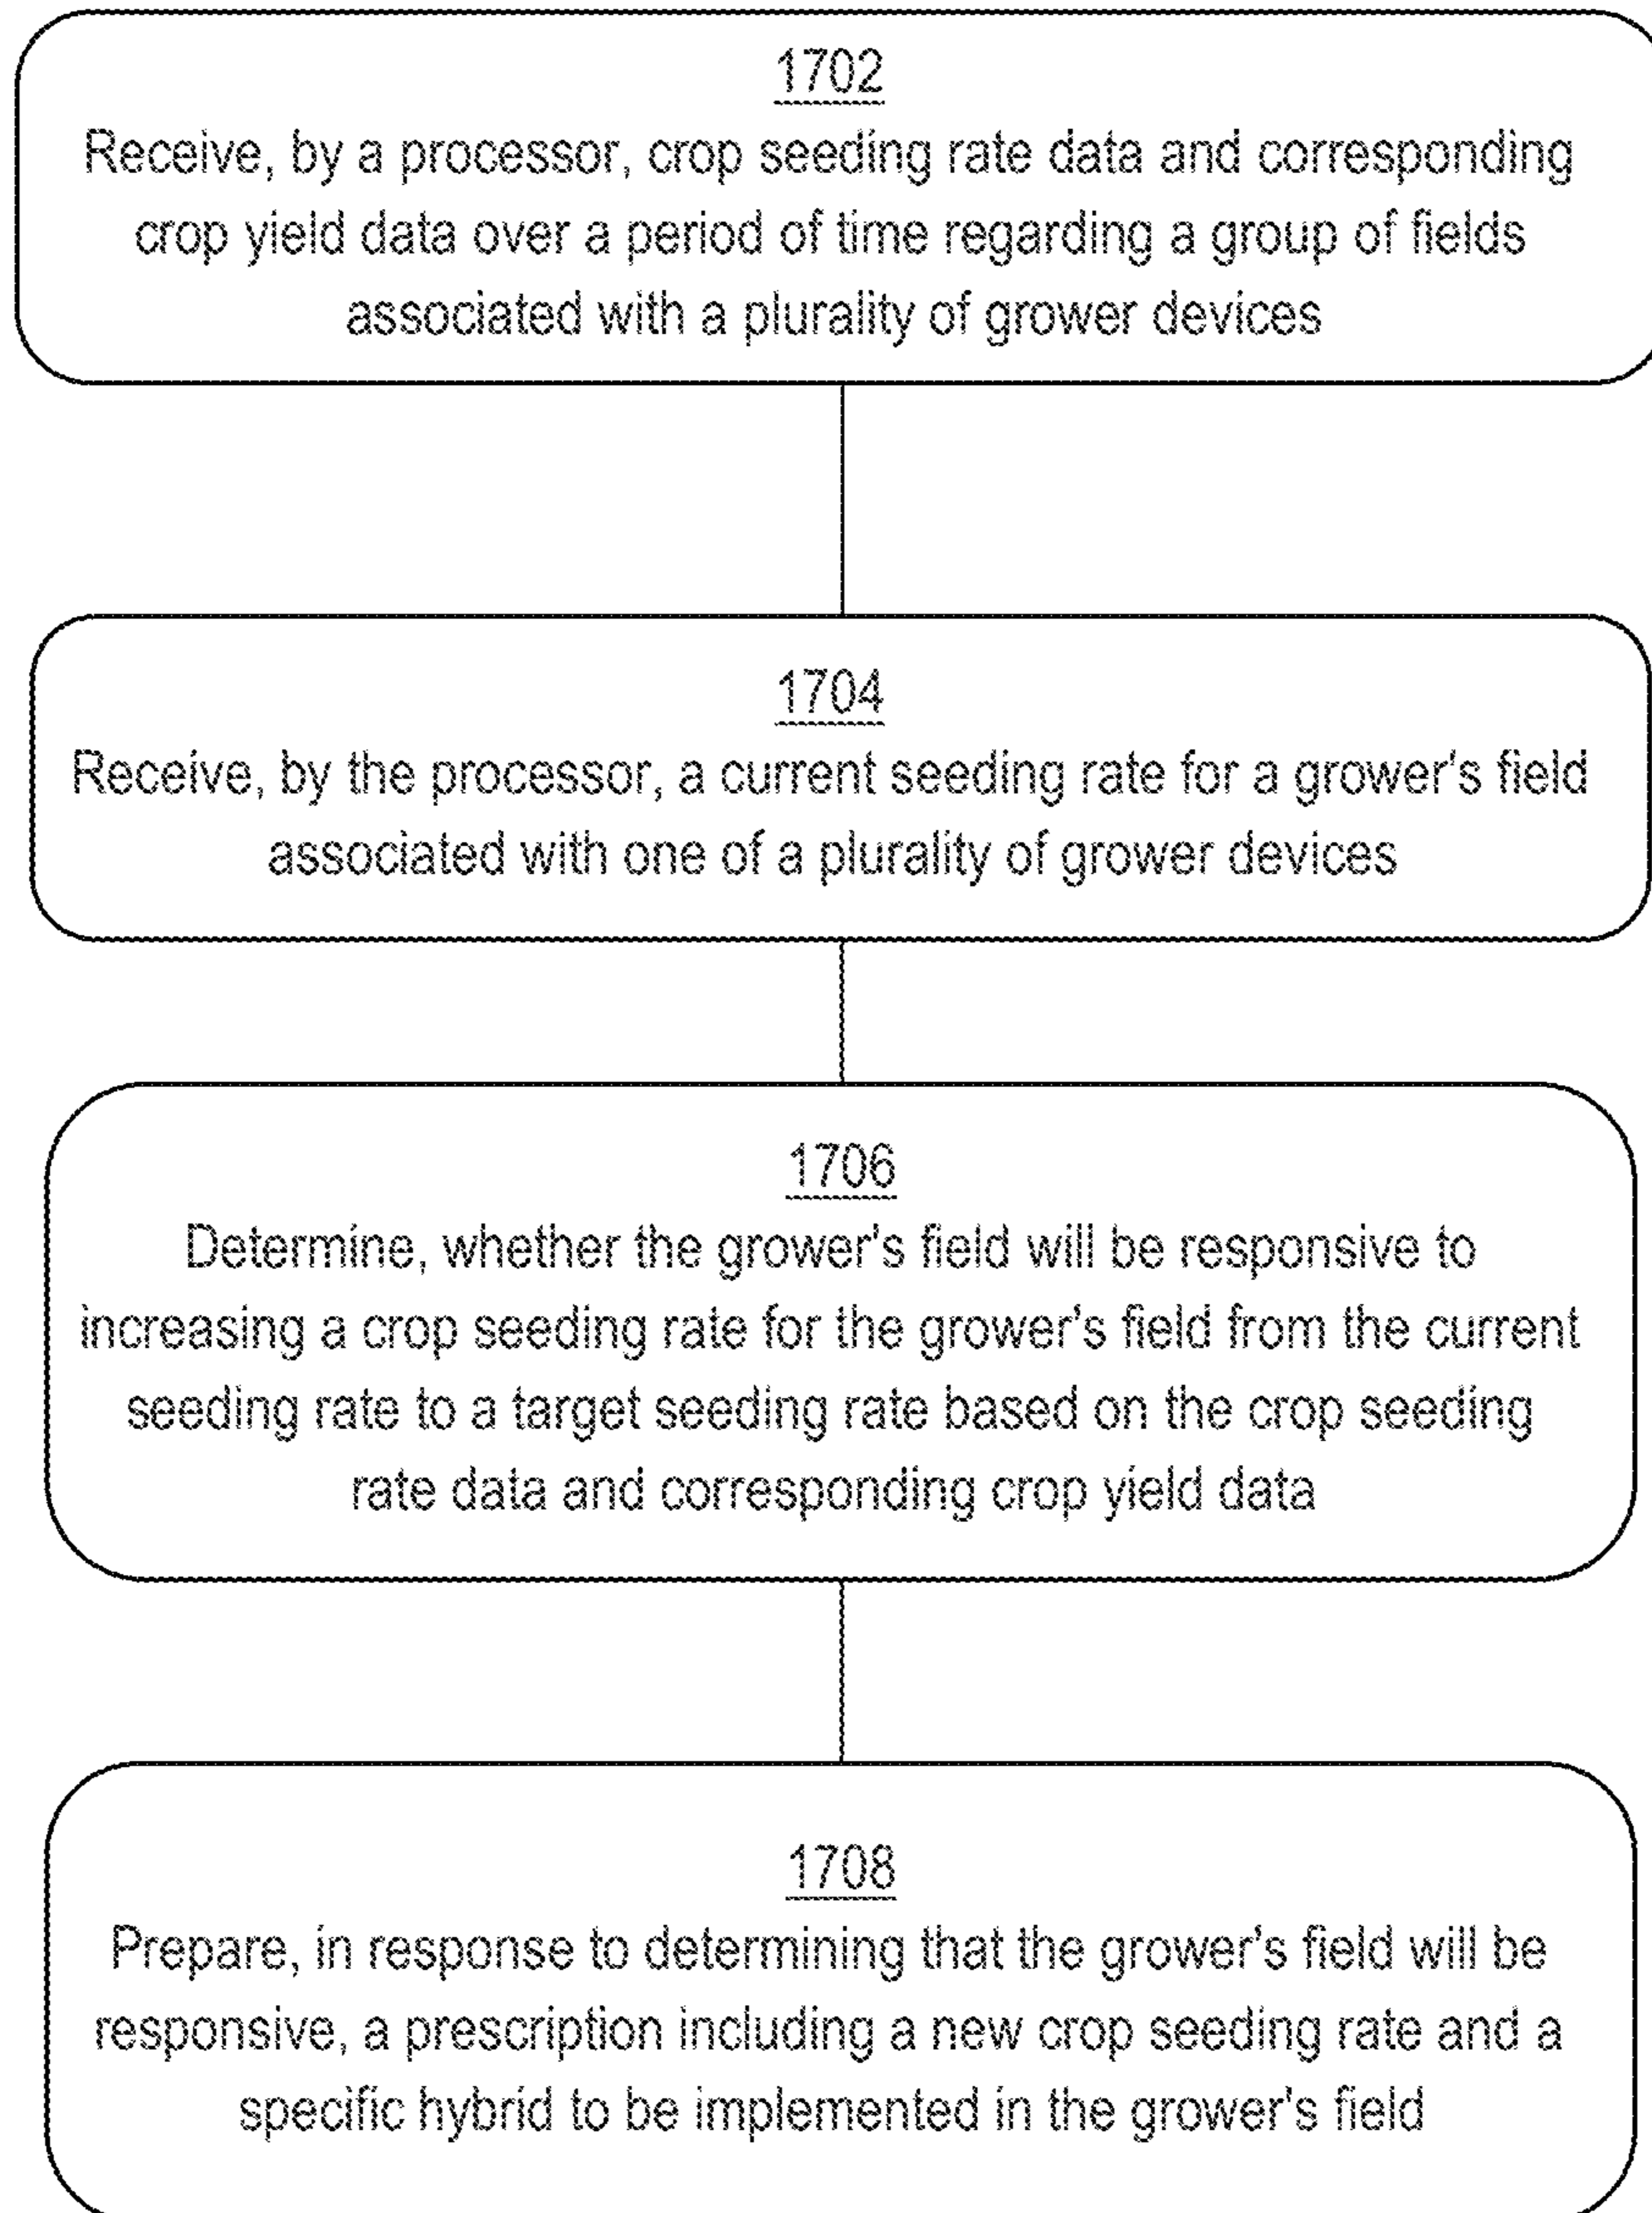 1702
Receive, by a processor, crop seeding rate data and corresponding
crop yield data over a period of time regarding a group of fields
associated with a plurality of grower devices
1704
Receive, by the processor, a current seeding rate for a grower's field
associated with one of a plurality of grower devices
1706
Determine, whether the grower's field will be responsive to
increasing a crop seeding rate for the grower's field from the current
seeding rate to a target seeding rate based on the crop seeding
rate data and corresponding crop yield data
1708
Prepare, in response to determining that the grower's field will be
responsive, a prescription including a new crop seeding rate and a
specific hybrid to be implemented in the grower's field